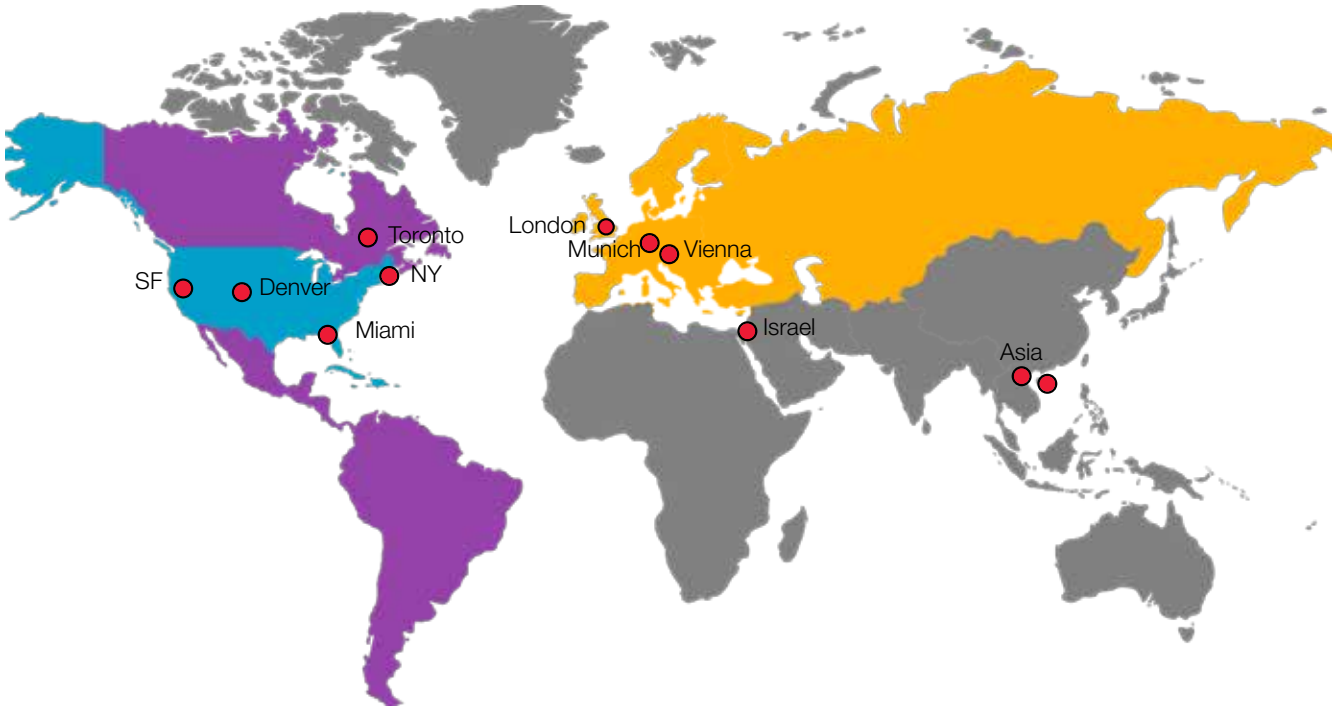 London
Toronto
Munich
Vienna
SF
NY
Denver
Miami
Israel
Asia